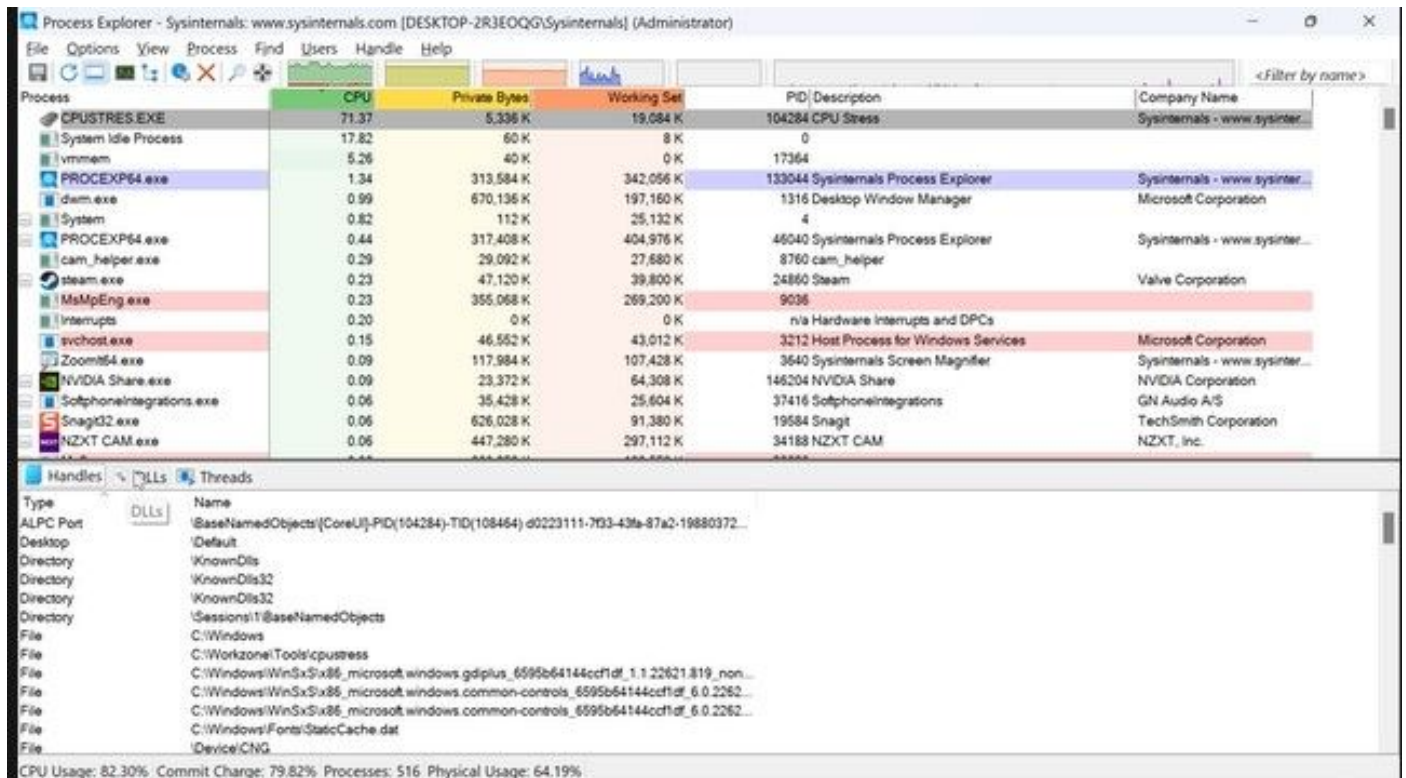 Process Explorer - Sysinternals: www.sysinternals.com [DESKTOP-2R3EOQG\Sysinternals] (Administrator)
File Options View Process Find Users Handle Help
<Filter by name>
Process CPU Private Bytes Working Set PID Description Company Name
CPUSTRES.EXE 71.37 5,336 K 19,084 K 104284 CPU Stress Sysinternals - www.sysinter...
System Idle Process 17.82 60 K 8 K 0
vmmem 5.26 40 K 0 K 17364
PROCEXP64.exe 1.34 313,584 K 342,056 K 133044 Sysinternals Process Explorer Sysinternals - www.sysinter...
dwm.exe 0.99 670,136 K 197,160 K 1316 Desktop Window Manager Microsoft Corporation
System 0.82 112 K 25,132 K 4
PROCEXP64.exe 0.44 317,408 K 404,976 K 46040 Sysinternals Process Explorer Sysinternals - www.sysinter...
cam_helper.exe 0.29 29,092 K 27,680 K 8760 cam_helper
steam.exe 0.23 47,120 K 39,800 K 24860 Steam Valve Corporation
MsMpEng.exe 0.23 355,068 K 269,200 K 9036
Interrupts 0.20 0 K 0 K n/a Hardware Interrupts and DPCs
svchost.exe 0.15 46,552 K 43,012 K 3212 Host Process for Windows Services Microsoft Corporation
ZoomIt64.exe 0.09 117,984 K 107,428 K 3640 Sysinternals Screen Magnifier Sysinternals - www.sysinter...
NVIDIA Share.exe 0.09 23,372 K 64,308 K 146204 NVIDIA Share NVIDIA Corporation
SoftphoneIntegrations.exe 0.06 35,428 K 25,604 K 37416 SoftphoneIntegrations GN Audio A/S
Snagit32.exe 0.06 626,028 K 91,380 K 19584 Snagit TechSmith Corporation
NZXT CAM.exe 0.06 447,280 K 297,112 K 34188 NZXT CAM NZXT, Inc.
Handles DLLs Threads
Type Name
DLLs
ALPC Port \BaseNamedObjects\[CoreUI]-PID(104284)-TID(108464) d0223111-7f33-43fa-87a2-19880372...
Desktop \Default
Directory \KnownDlls
Directory \KnownDlls32
Directory \KnownDlls32
Directory \Sessions\1\BaseNamedObjects
File C:\Windows
File C:\Workzone\Tools\cpustress
File C:\Windows\WinSxS\x86_microsoft.windows.gdiplus_6595b64144ccf1df_1.1.22621.819_non...
File C:\Windows\WinSxS\x86_microsoft.windows.common-controls_6595b64144ccf1df_6.0.2262...
File C:\Windows\WinSxS\x86_microsoft.windows.common-controls_6595b64144ccf1df_6.0.2262...
File C:\Windows\Fonts\StaticCache.dat
File \Device\CNG
CPU Usage: 82.30% Commit Charge: 79.82% Processes: 516 Physical Usage: 64.19%